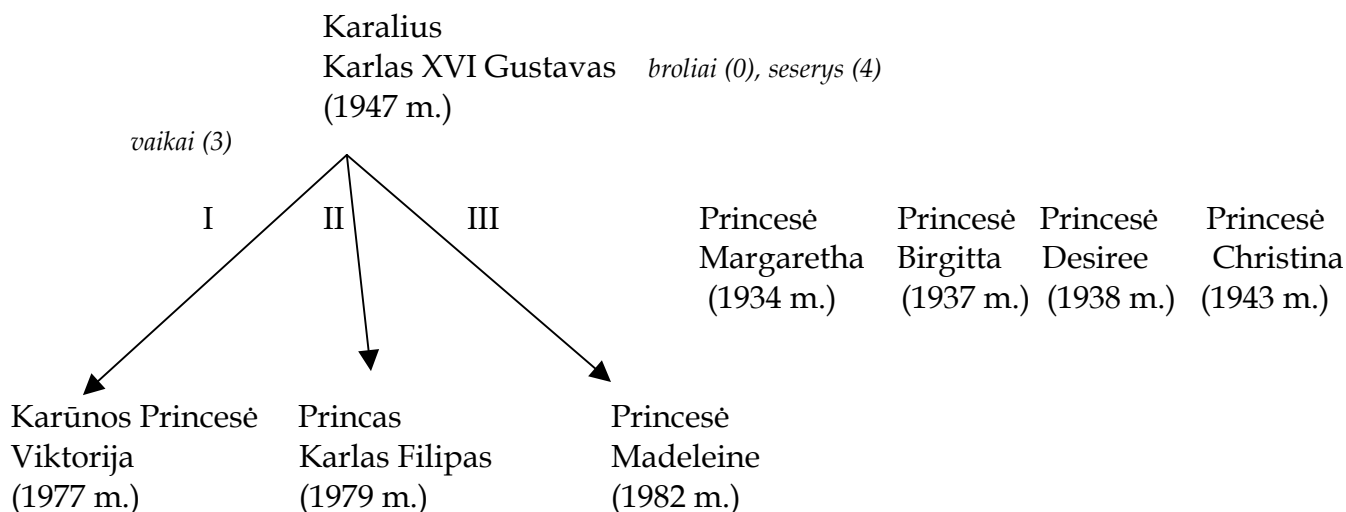 Karalius
Karlas XVI Gustavas broliai (0), seserys (4)
(1947 m.)
vaikai (3)
I II III
Princesė Princesė Princesė Princesė
Margaretha Birgitta Desiree Christina
(1934 m.) (1937 m.) (1938 m.) (1943 m.)
Karūnos Princesė Princas Princesė
Viktorija Karlas Filipas Madeleine
(1977 m.) (1979 m.) (1982 m.)